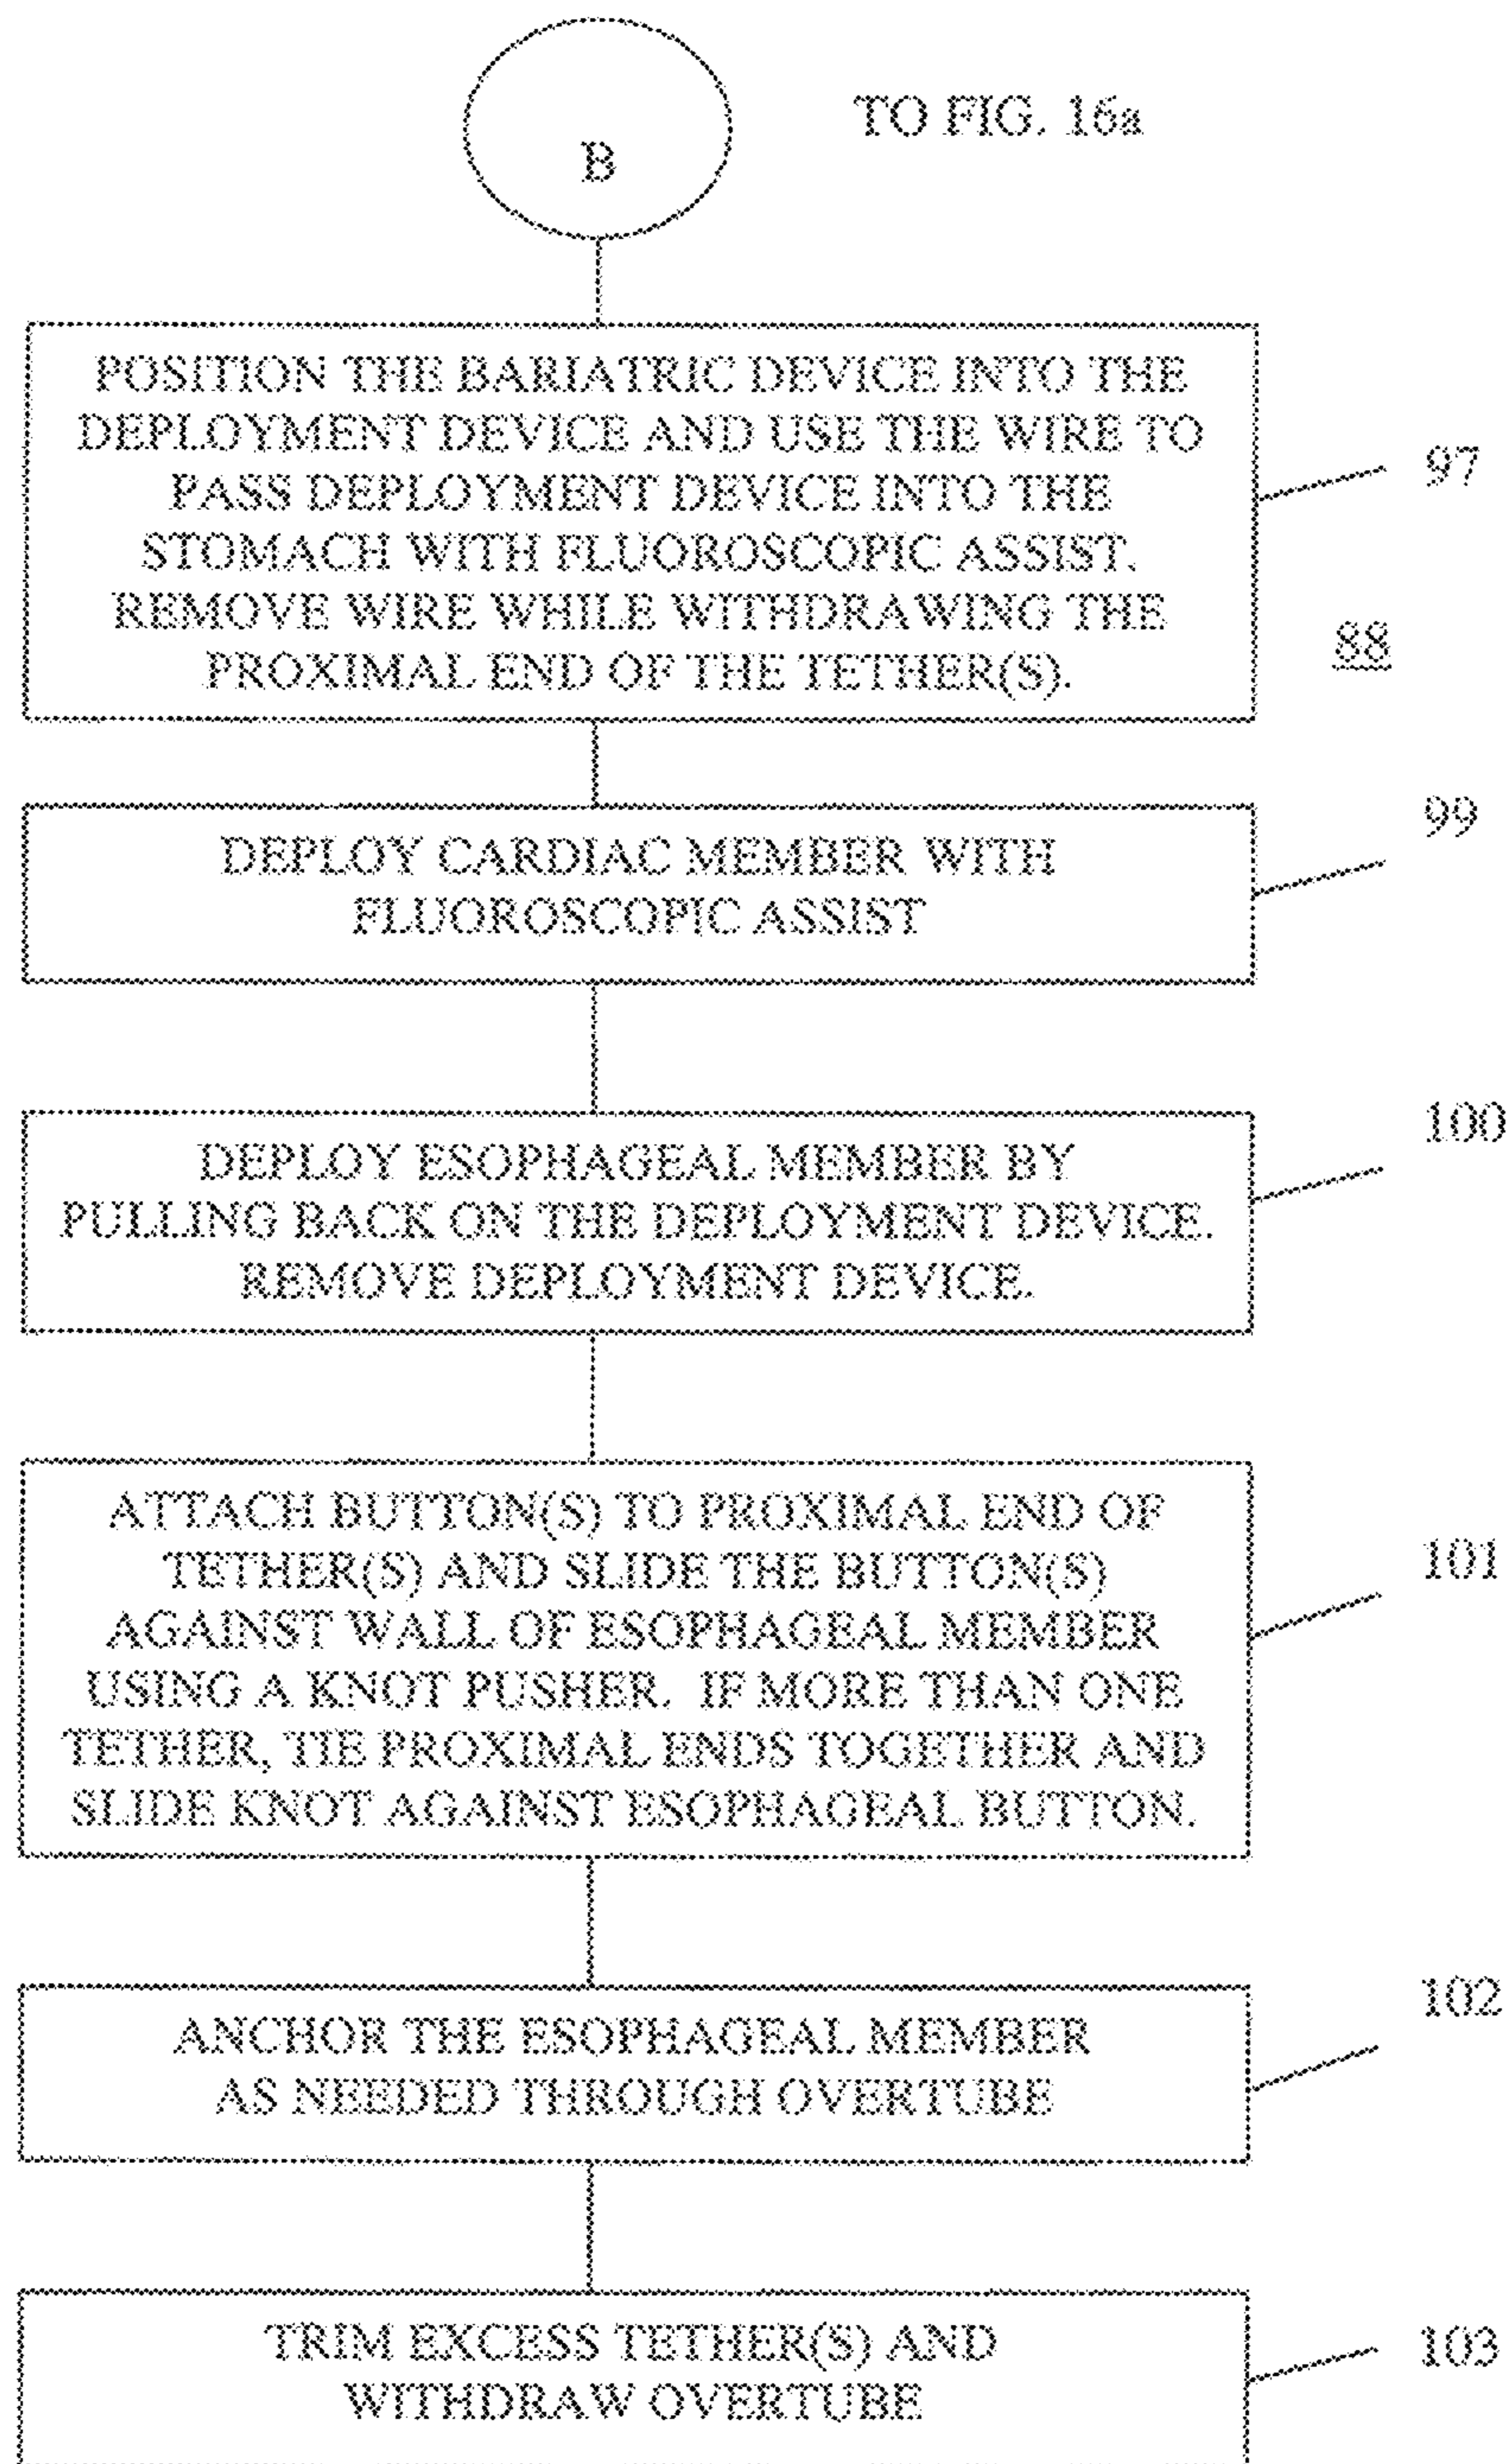 B
TO FIG. 16a
POSITION THE BARIATRIC DEVICE INTO THE
DEPLOYMENT DEVICE AND USE THE WIRE TO
PASS DEPLOYMENT DEVICE INTO THE
STOMACH WITH FLUOROSCOPIC ASSIST.
REMOVE WIRE WHILE WITHDRAWING THE
PROXIMAL END OF THE TETHER(S).
97
88
DEPLOY CARDIAC MEMBER WITH
FLUOROSCOPIC ASSIST
99
DEPLOY ESOPHAGEAL MEMBER BY
PULLING BACK ON THE DEPLOYMENT DEVICE.
REMOVE DEPLOYMENT DEVICE.
100
ATTACH BUTTON(S) TO PROXIMAL END OF
TETHER(S) AND SLIDE THE BUTTON(S)
AGAINST WALL OF ESOPHAGEAL MEMBER
USING A KNOT PUSHER. IF MORE THAN ONE
TETHER, TIE PROXIMAL ENDS TOGETHER AND
SLIDE KNOT AGAINST ESOPHAGEAL BUTTON.
101
ANCHOR THE ESOPHAGEAL MEMBER
AS NEEDED THROUGH OVERTUBE
102
TRIM EXCESS TETHER(S) AND
WITHDRAW OVERTUBE
103